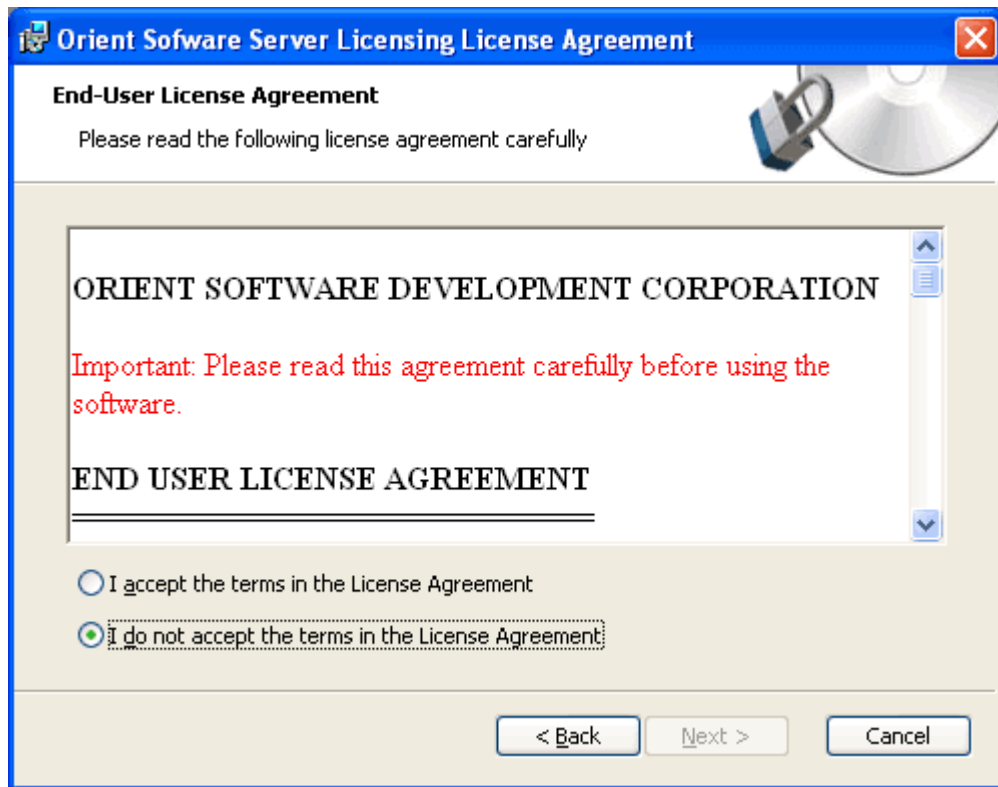 Orient Sofware Server Licensing License Agreement
End-User License Agreement
Please read the following license agreement carefully
ORIENT SOFTWARE DEVELOPMENT CORPORATION
Important: Please read this agreement carefully before using the
software.
END USER LICENSE AGREEMENT
I accept the terms in the License Agreement
I do not accept the terms in the License Agreement
< Back Next > Cancel